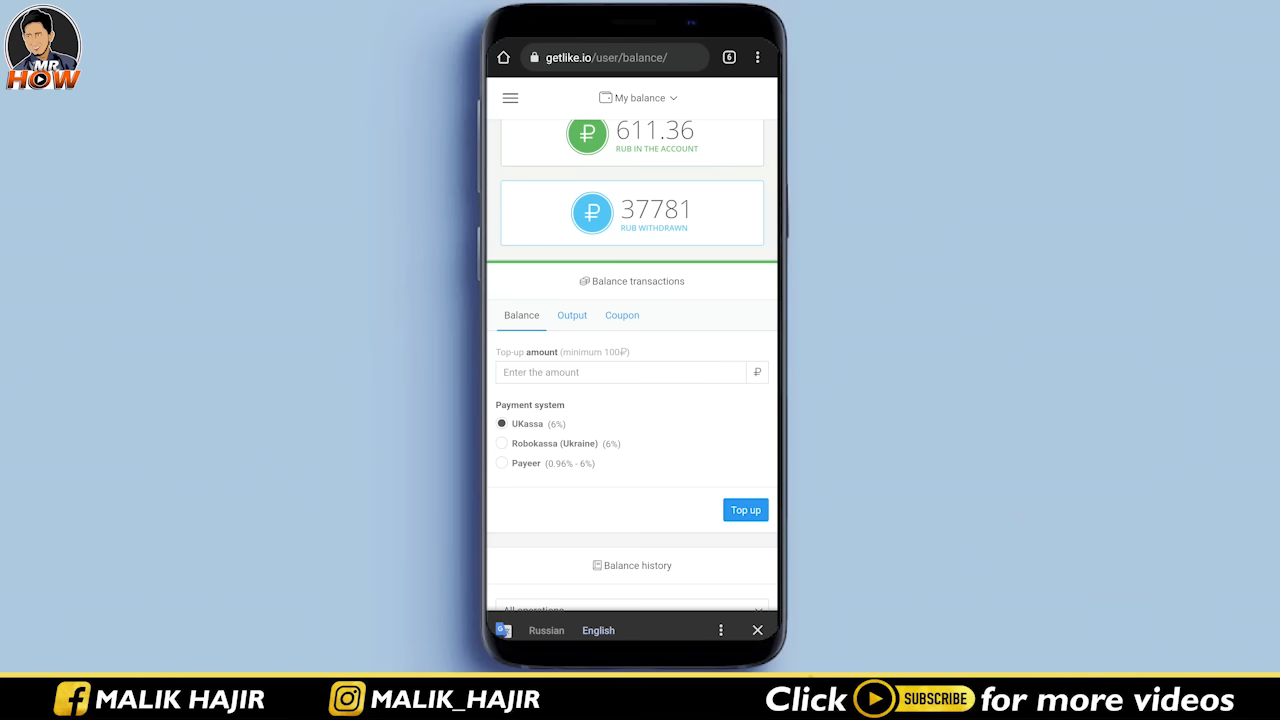 MR
HOW
getlike.io/user/balance/
6
My balance
611.36
RUB IN THE ACCOUNT
37781
RUB WITHDRAWN
Balance transactions
Balance Output Coupon
Top-up amount (minimum 100₽)
Enter the amount ₽
Payment system
UKassa (6%)
Robokassa (Ukraine) (6%)
Payeer (0.96% - 6%)
Top up
Balance history
All operations
Russian English
MALIK HAJIR MALIK_HAJIR Click SUBSCRIBE for more videos